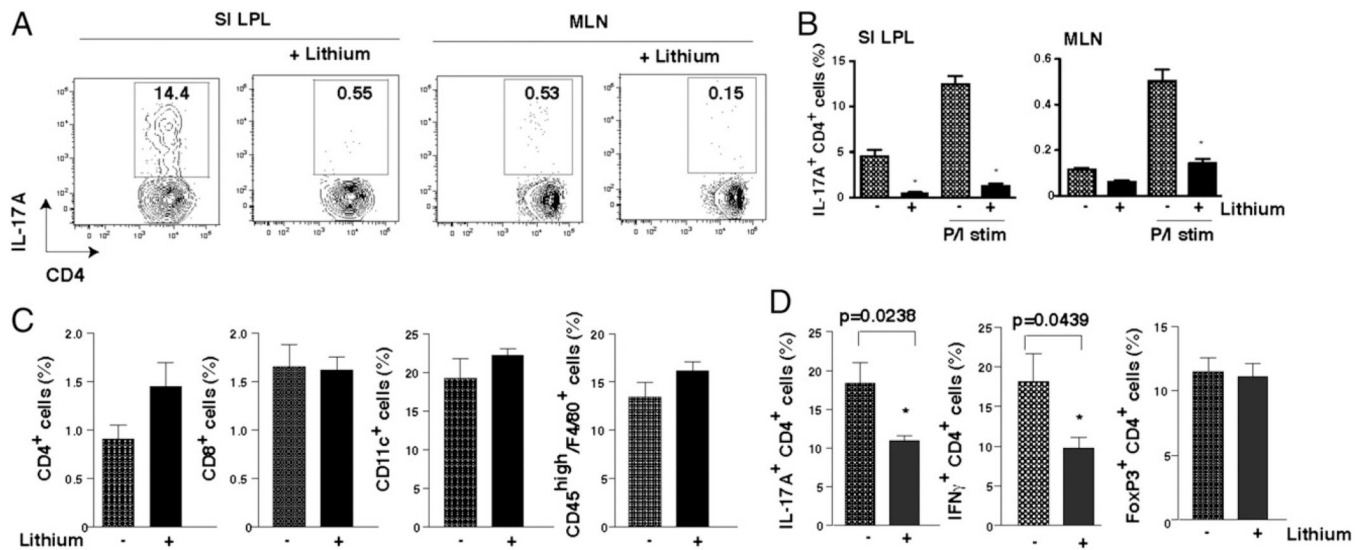 A
SI LPL
MLN
+ Lithium
+ Lithium
14.4
0.55
0.53
0.15
IL-17A
CD4
B
SI LPL
MLN
IL-17A+ CD4+ cells (%)
15
10
5
0
0.6
0.4
0.2
0
- + - +
- + - + Lithium
P/I stim
P/I stim
C
CD4+ cells (%)
2.0
1.5
1.0
0.5
0
CD8+ cells (%)
2.0
1.5
1.0
0.5
0
CD11c+ cells (%)
25
20
15
10
5
0
CD45high/F4/80+ cells (%)
20
15
10
5
0
Lithium - + - + - + - +
D
p=0.0238
IL-17A+ CD4+ cells (%)
25
20
15
10
5
0
*
p=0.0439
IFNγ+ CD4+ cells (%)
25
20
15
10
5
0
*
FoxP3+ CD4+ cells (%)
15
10
5
0
- + - + - + Lithium